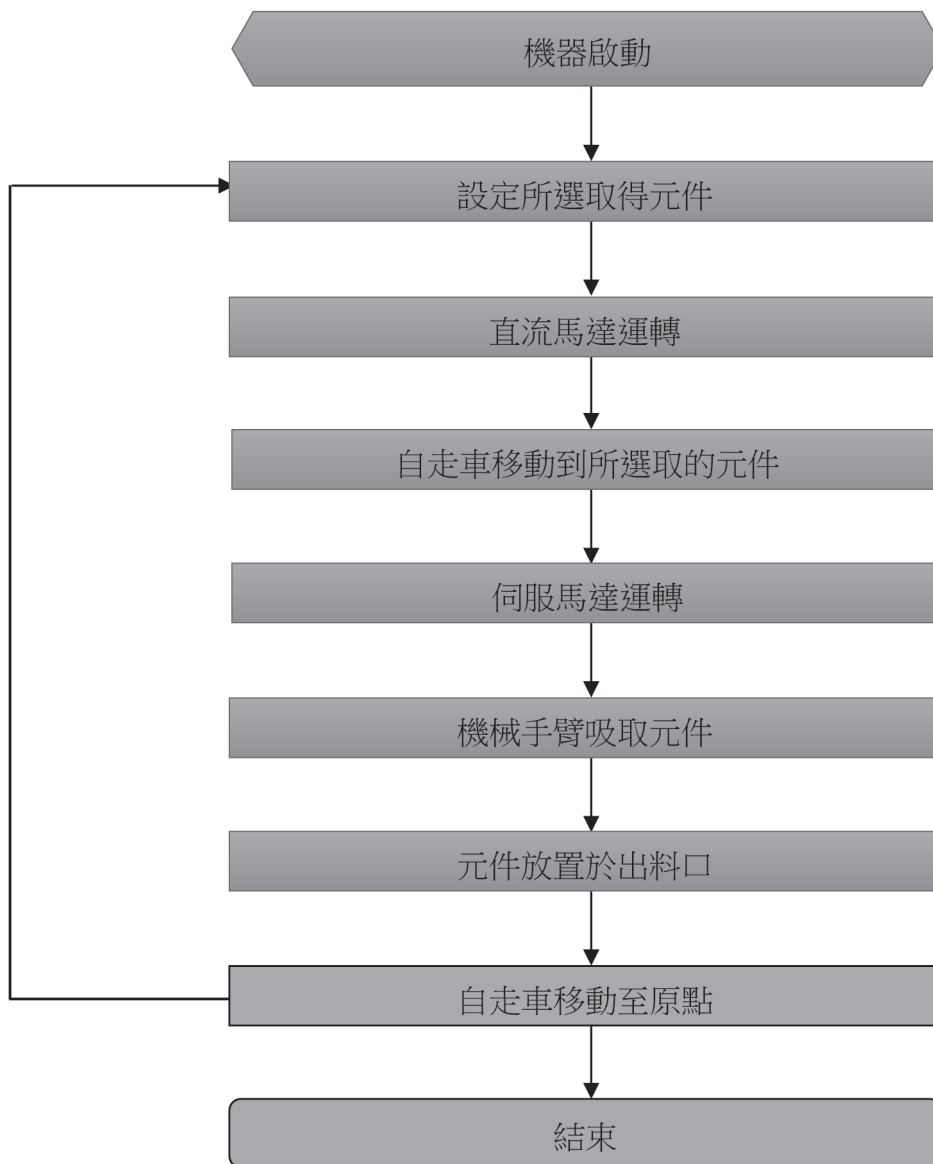 機器啟動
設定所選取得元件
直流馬達運轉
自走車移動到所選取的元件
伺服馬達運轉
機械手臂吸取元件
元件放置於出料口
自走車移動至原點
結束